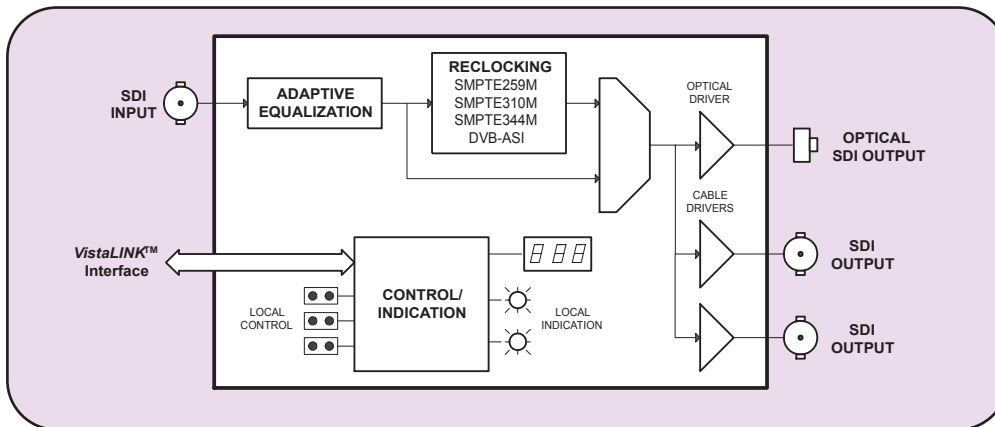 SDI
INPUT
ADAPTIVE
EQUALIZATION
RECLOCKING
SMPTE259M
SMPTE310M
SMPTE344M
DVB-ASI
OPTICAL
DRIVER
OPTICAL
SDI OUTPUT
CABLE
DRIVERS
SDI
OUTPUT
VistaLINK™
Interface
LOCAL
CONTROL
CONTROL/
INDICATION
888
LOCAL
INDICATION
SDI
OUTPUT